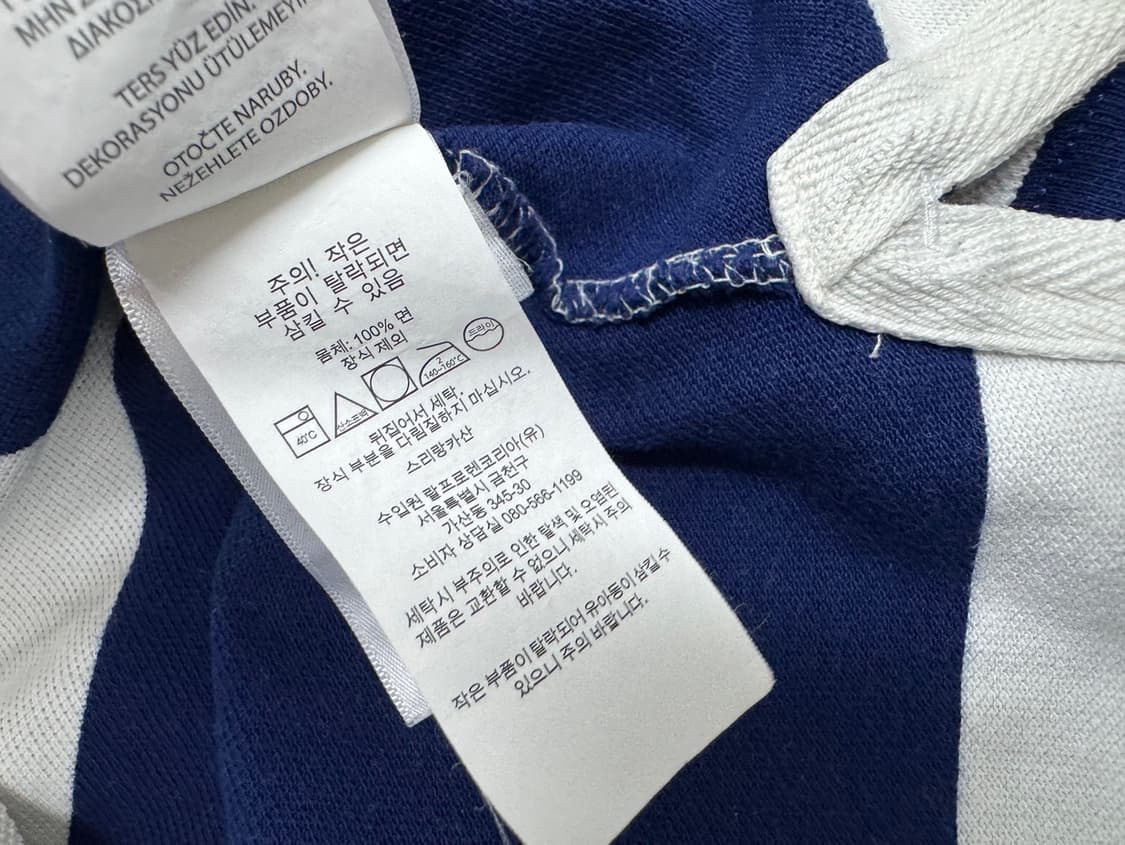 ΜΗΝ
ΔΙΑΚΟΣ
TERS YÜZ EDİN.
DEKORASYONU ÜTÜLEMEYİ
OTOČTE NARUBY.
NEŽEHLETE OZDOBY.
주의! 작은
부품이 탈락되면
삼킬 수 있음
몸체: 100% 면
장식 제외
40°C
산소표백
2
140~160°C
드라이
뒤집어서 세탁.
장식 부분을 다림질하지 마십시오.
스리랑카산
수입원 랄프로렌코리아(유)
서울특별시 금천구
가산동 345-30
소비자 상담실 080-566-1199
세탁시 부주의로 인한 탈색 및 오염된
제품은 교환할 수 없으니 세탁시 주의
바랍니다.
작은 부품이 탈락되어 유아동이 삼킬 수
있으니 주의 바랍니다.